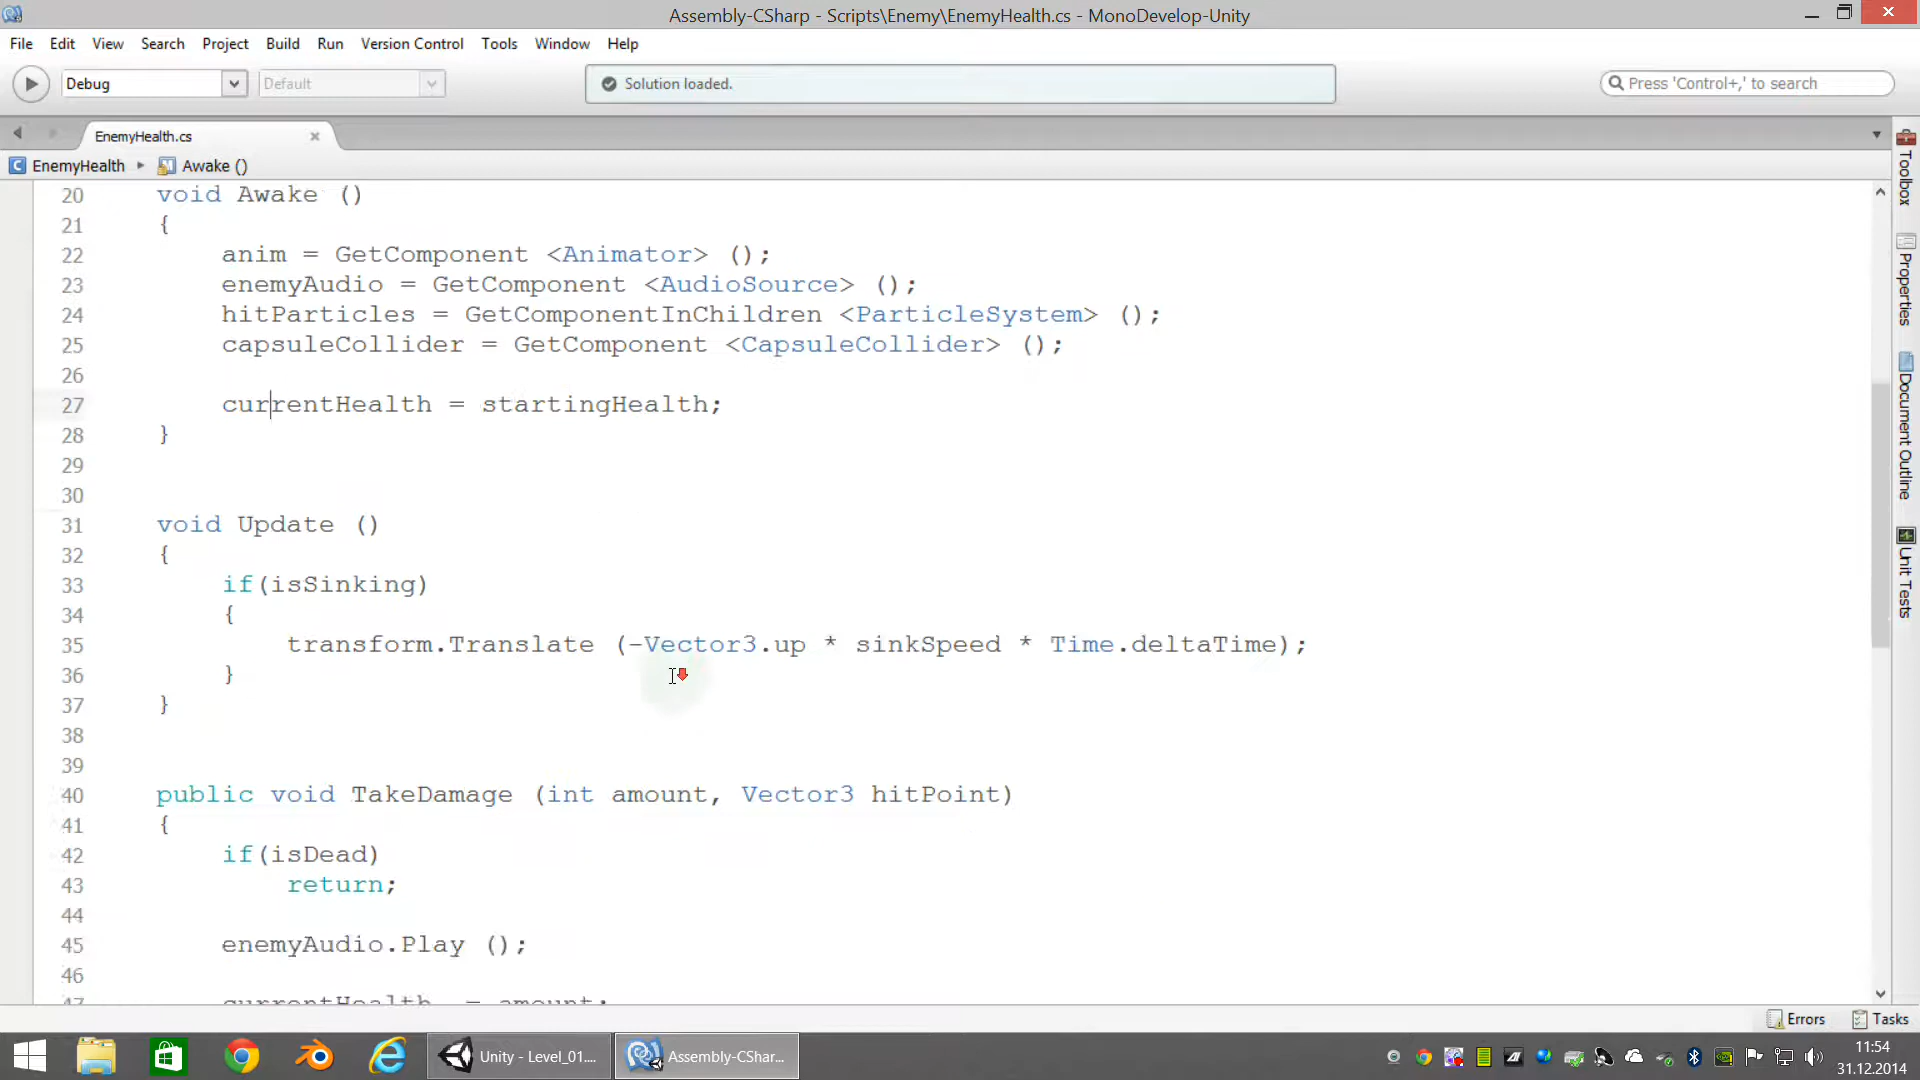 Assembly-CSharp - Scripts\Enemy\EnemyHealth.cs - MonoDevelop-Unity
File Edit View Search Project Build Run Version Control Tools Window Help
Debug Default Solution loaded. Press 'Control+,' to search
EnemyHealth.cs
EnemyHealth Awake ()
20 void Awake ()
21 {
22 anim = GetComponent <Animator> ();
23 enemyAudio = GetComponent <AudioSource> ();
24 hitParticles = GetComponentInChildren <ParticleSystem> ();
25 capsuleCollider = GetComponent <CapsuleCollider> ();
26
27 currentHealth = startingHealth;
28 }
29
30
31 void Update ()
32 {
33 if(isSinking)
34 {
35 transform.Translate (-Vector3.up * sinkSpeed * Time.deltaTime);
36 }
37 }
38
39
40 public void TakeDamage (int amount, Vector3 hitPoint)
41 {
42 if(isDead)
43 return;
44
45 enemyAudio.Play ();
46
47 currentHealth -= amount;
Toolbox
Properties
Document Outline
Unit Tests
Errors Tasks
Unity - Level_01.... Assembly-CShar...
11:54
31.12.2014